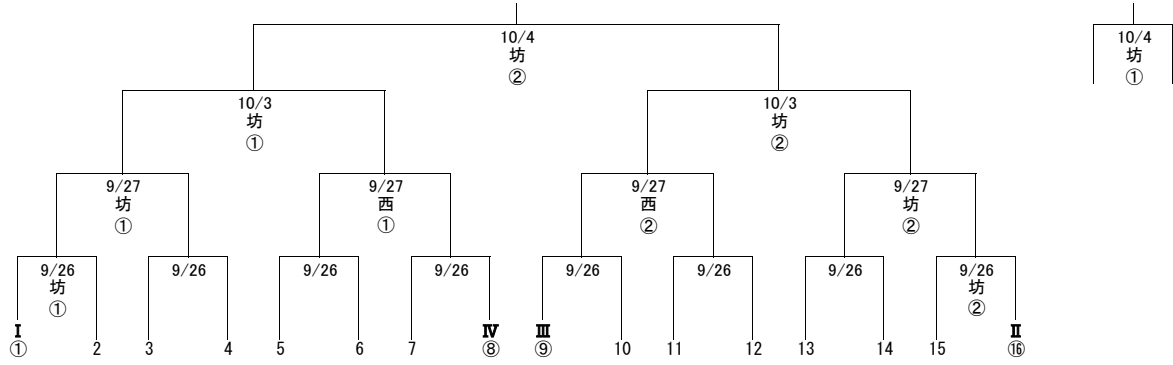 10/4 10/4
坊 坊
② ①
10/3 10/3
坊 坊
① ②
9/27 9/27 9/27 9/27
坊 西 西 坊
① ① ② ②
9/26 9/26 9/26 9/26 9/26 9/26 9/26 9/26
坊 坊
① ②
Ⅰ Ⅳ Ⅲ Ⅱ
① 2 3 4 5 6 7 ⑧ ⑨ 10 11 12 13 14 15 ⑯